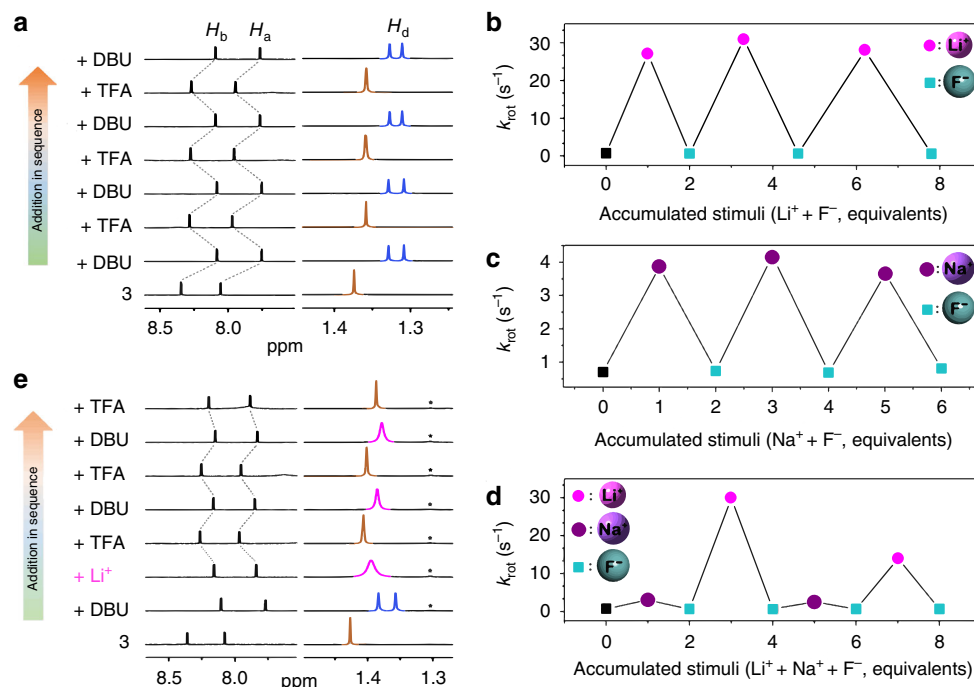 a
H_b H_a H_d
+ DBU
+ TFA
+ DBU
+ TFA
+ DBU
+ TFA
+ DBU
3
Addition in sequence
8.5 8.0 1.4 1.3
ppm
b
k_rot (s⁻¹)
30
20
10
0
: Li⁺
: F⁻
0 2 4 6 8
Accumulated stimuli (Li⁺ + F⁻, equivalents)
c
k_rot (s⁻¹)
4
3
2
1
: Na⁺
: F⁻
0 1 2 3 4 5 6
Accumulated stimuli (Na⁺ + F⁻, equivalents)
e
+ TFA
+ DBU
+ TFA
+ DBU
+ TFA
+ Li⁺
+ DBU
3
Addition in sequence
* * * * * * *
8.5 8.0 1.4 1.3
ppm
d
k_rot (s⁻¹)
30
20
10
0
: Li⁺
: Na⁺
: F⁻
0 2 4 6 8
Accumulated stimuli (Li⁺ + Na⁺ + F⁻, equivalents)